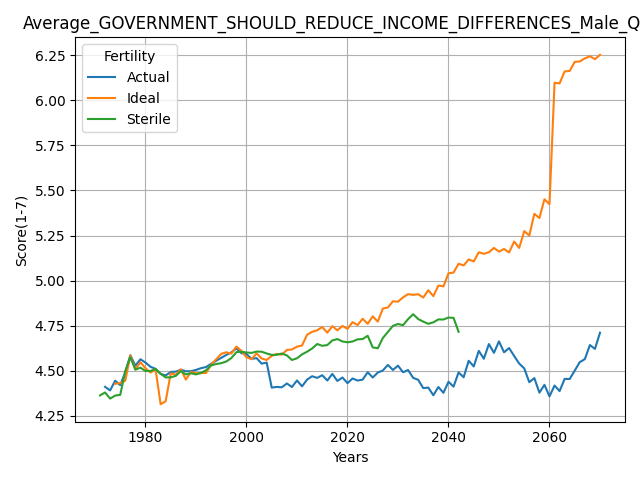 Average_GOVERNMENT_SHOULD_REDUCE_INCOME_DIFFERENCES_Male_Q
Fertility
Actual
Ideal
Sterile
Score(1-7)
6.25
6.00
5.75
5.50
5.25
5.00
4.75
4.50
4.25
1980 2000 2020 2040 2060
Years